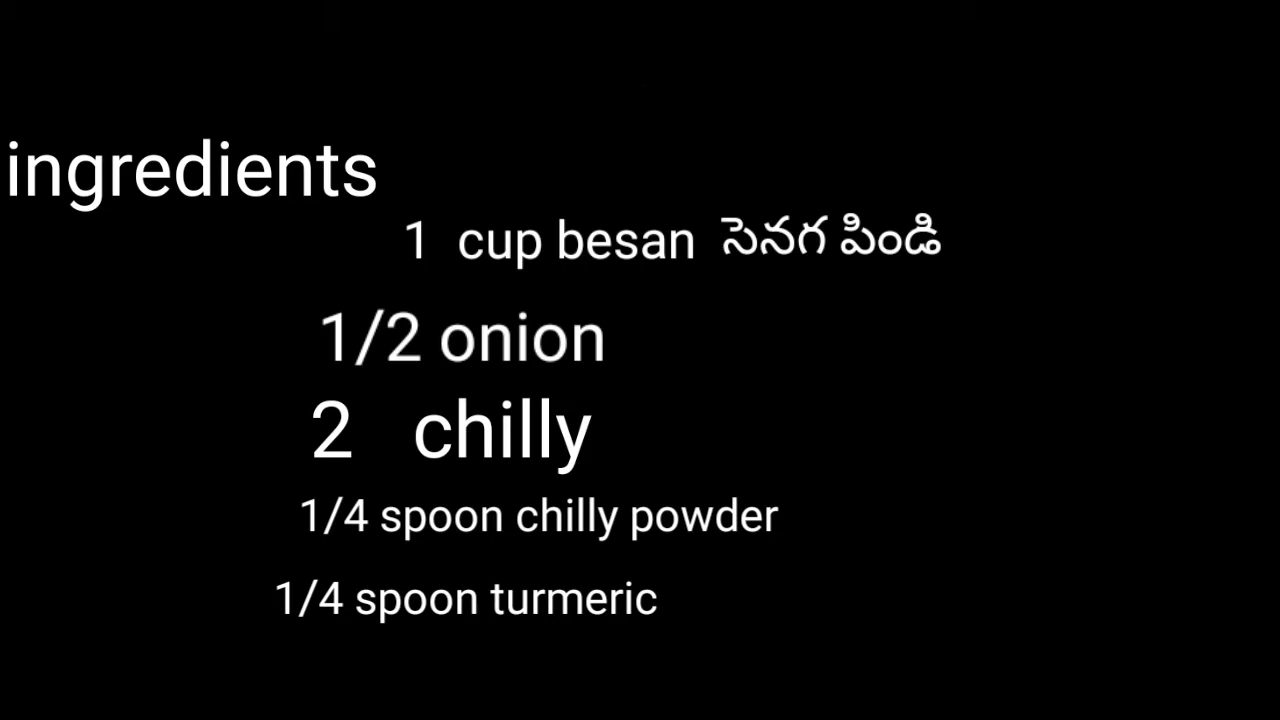 ingredients
1 cup besan సెనగ పిండి
1/2 onion
2 chilly
1/4 spoon chilly powder
1/4 spoon turmeric